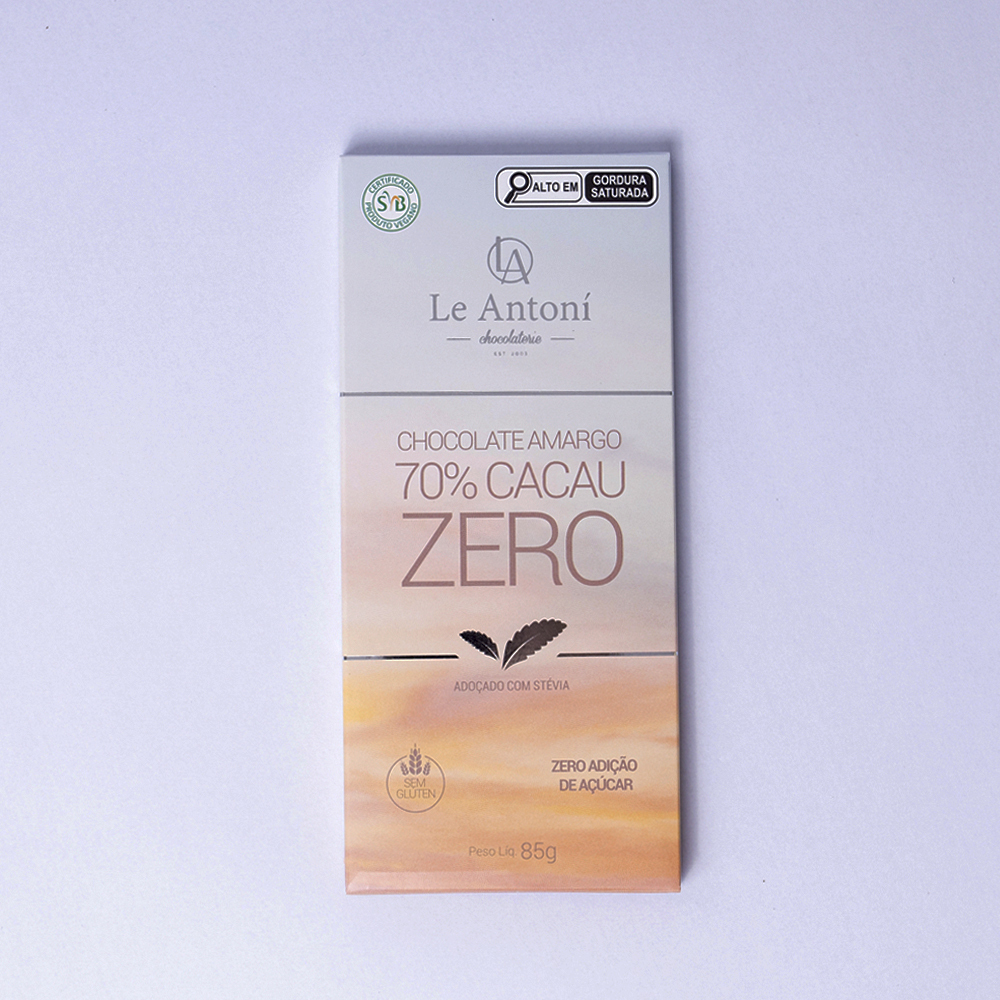 CERTIFICADO
SVB
PRODUTO VEGANO
ALTO EM
GORDURA
SATURADA
LA
Le Antoní
chocolaterie
CHOCOLATE AMARGO
70% CACAU
ZERO
ADOÇADO COM STÉVIA
SEM
GLUTEN
ZERO ADIÇÃO
DE AÇÚCAR
Peso Líq. 85g